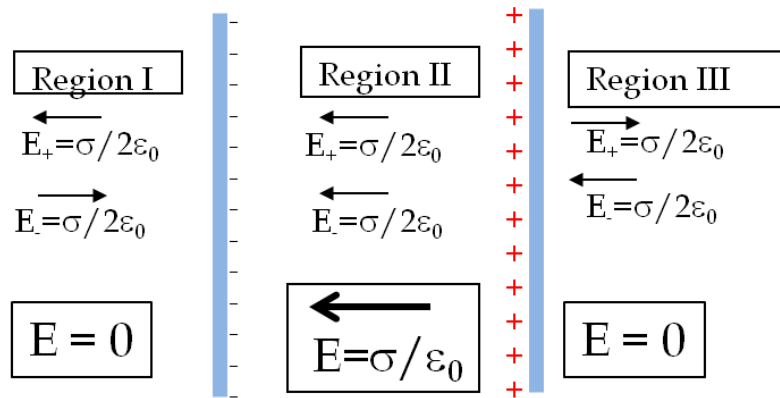 Region I
E₊=σ/2ε₀
E₋=σ/2ε₀
E = 0
-
-
-
-
-
-
-
-
-
-
-
-
-
Region II
E₊=σ/2ε₀
E₋=σ/2ε₀
E=σ/ε₀
+
+
+
+
+
+
+
+
+
+
+
+
Region III
E₊=σ/2ε₀
E₋=σ/2ε₀
E = 0